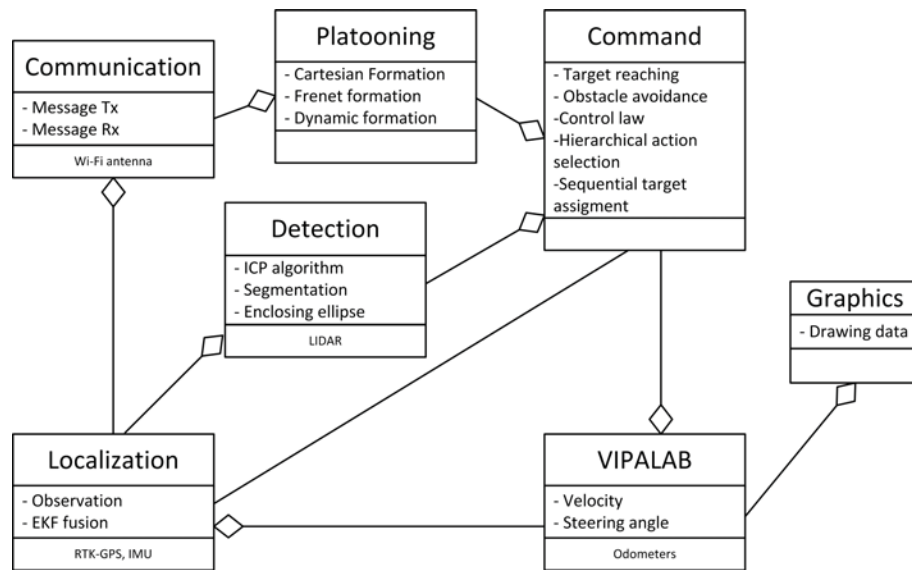 Communication
- Message Tx
- Message Rx
Wi-Fi antenna
Platooning
- Cartesian Formation
- Frenet formation
- Dynamic formation
Command
- Target reaching
- Obstacle avoidance
- Control law
-Hierarchical action
selection
-Sequential target
assigment
Detection
- ICP algorithm
- Segmentation
- Enclosing ellipse
LIDAR
Graphics
- Drawing data
Localization
- Observation
- EKF fusion
RTK-GPS, IMU
VIPALAB
- Velocity
- Steering angle
Odometers